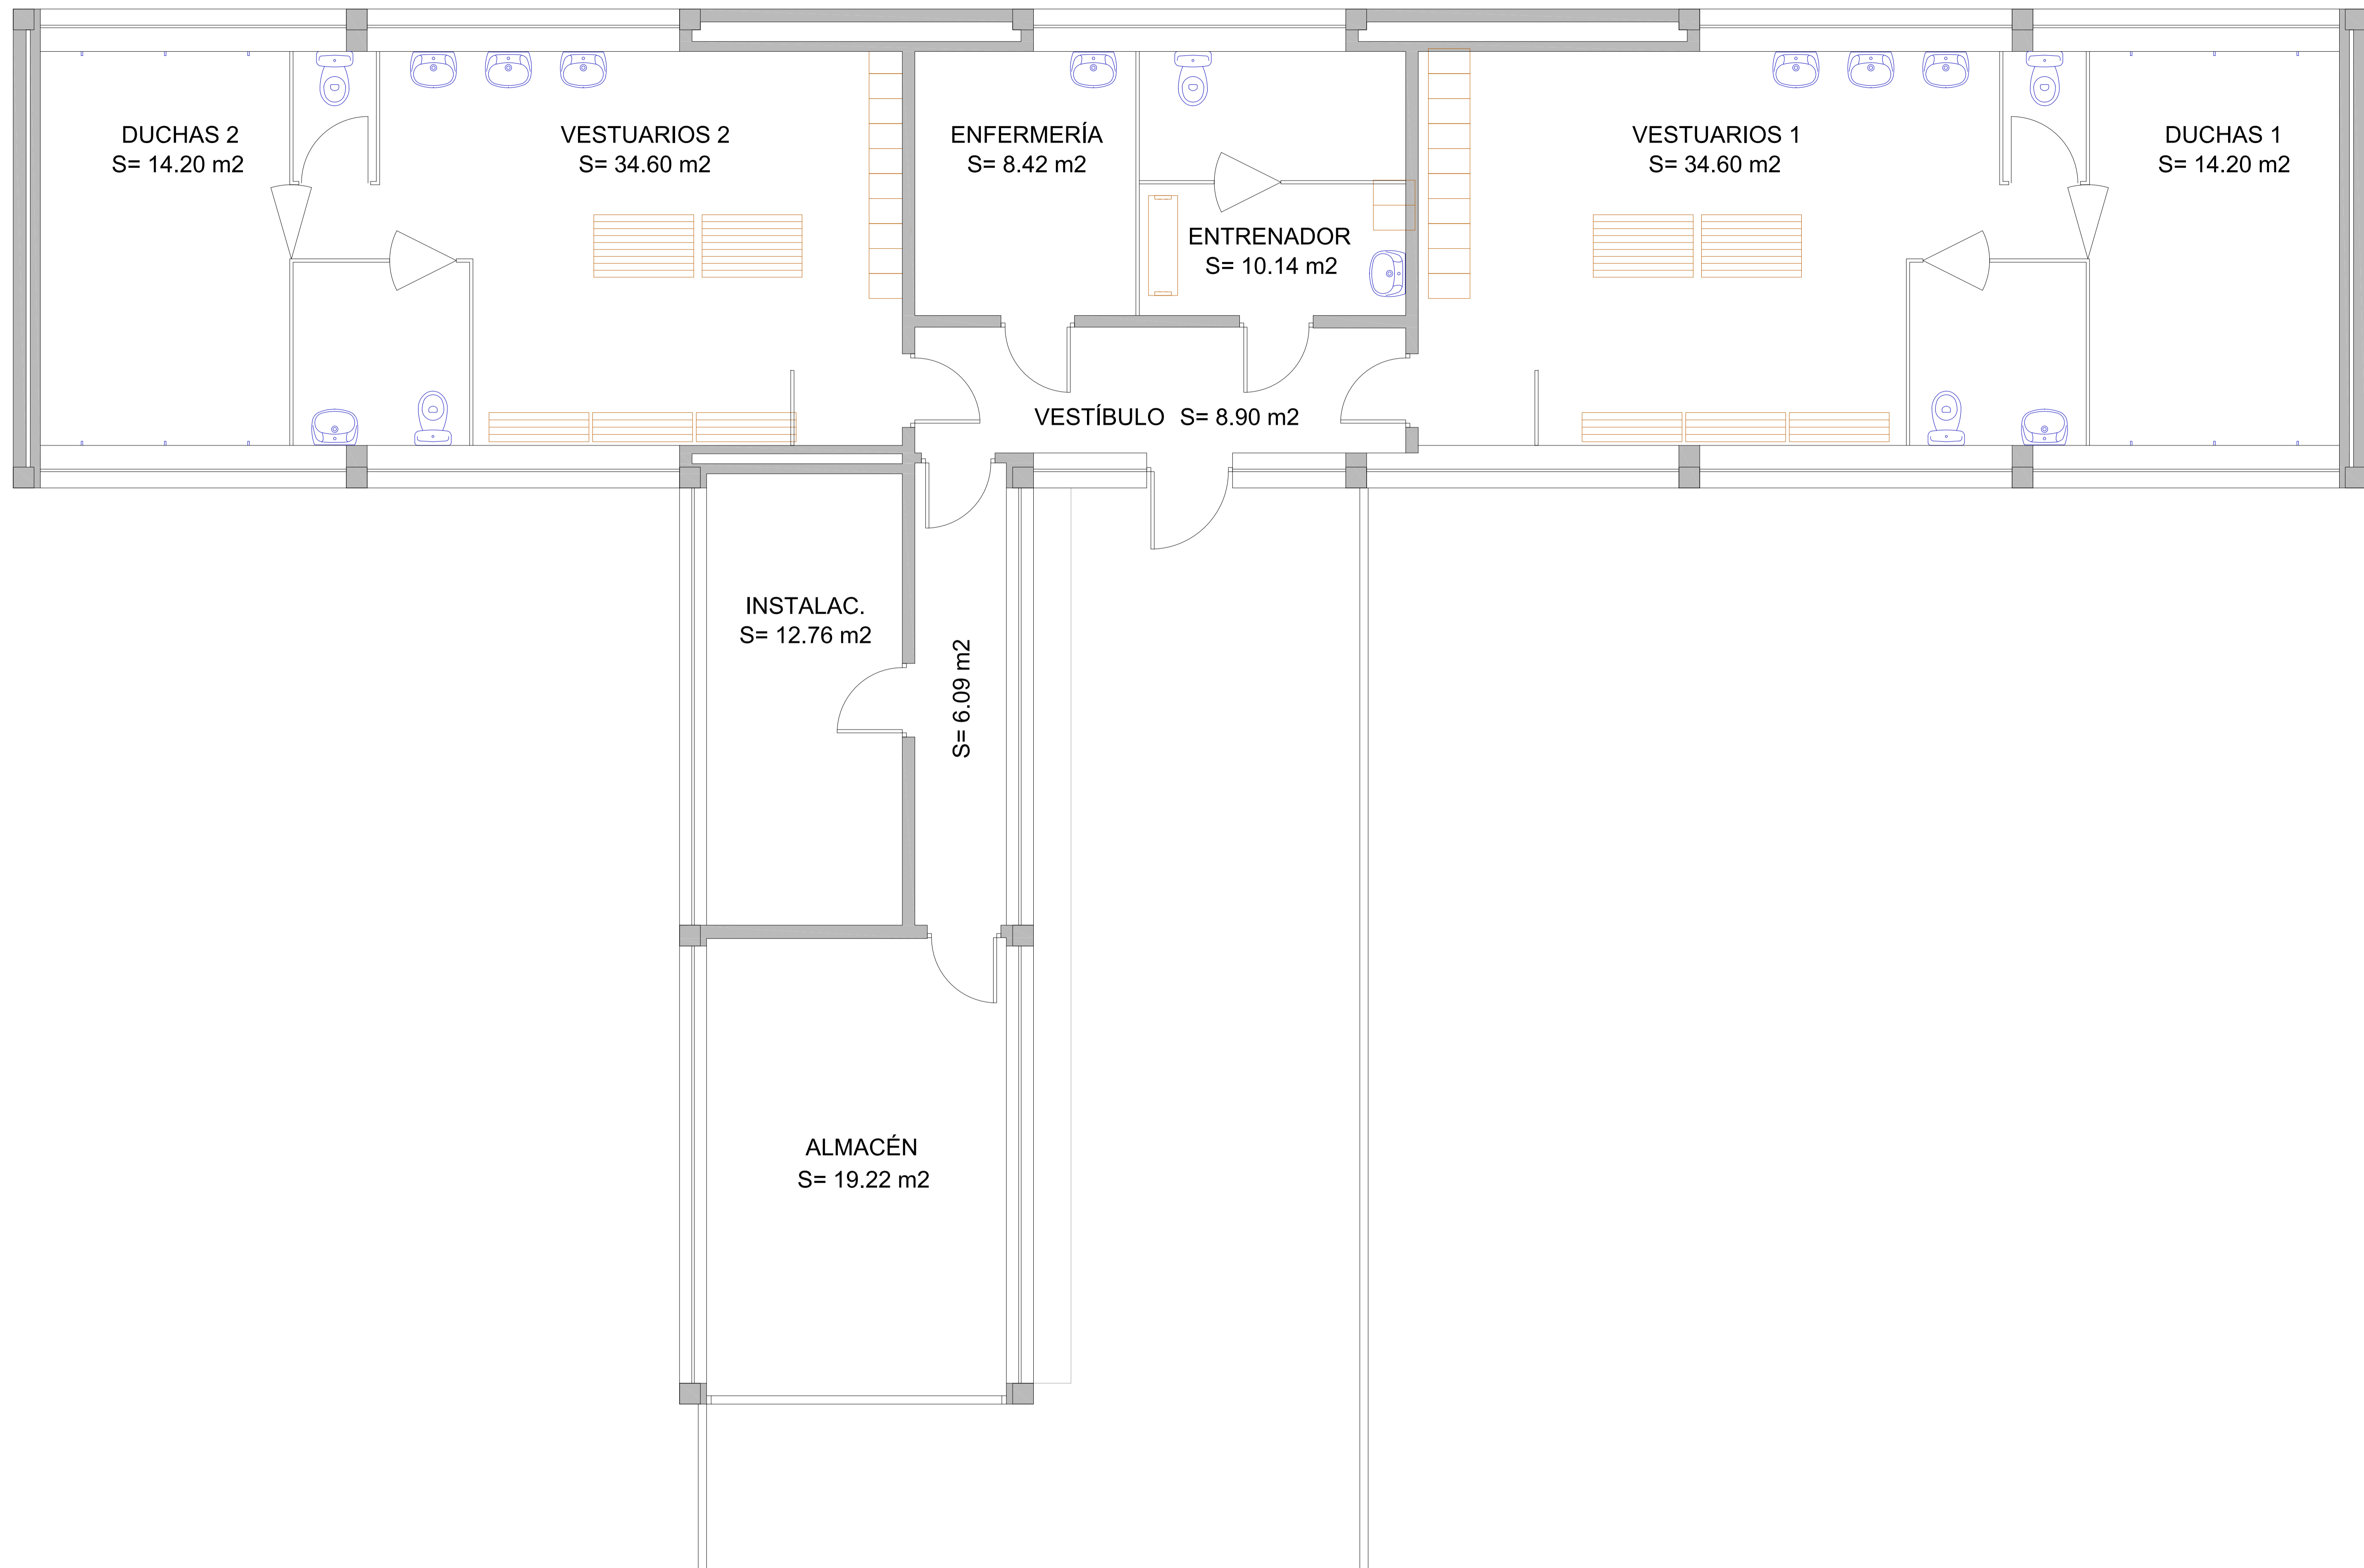 DUCHAS 2
S= 14.20 m2
VESTUARIOS 2
S= 34.60 m2
ENFERMERÍA
S= 8.42 m2
ENTRENADOR
S= 10.14 m2
VESTUARIOS 1
S= 34.60 m2
DUCHAS 1
S= 14.20 m2
VESTÍBULO S= 8.90 m2
INSTALAC.
S= 12.76 m2
S= 6.09 m2
ALMACÉN
S= 19.22 m2